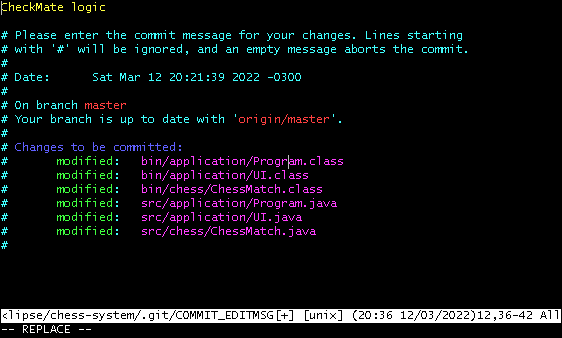 CheckMate logic
# Please enter the commit message for your changes. Lines starting
# with '#' will be ignored, and an empty message aborts the commit.
#
# Date:      Sat Mar 12 20:21:39 2022 -0300
#
# On branch master
# Your branch is up to date with 'origin/master'.
#
# Changes to be committed:
#       modified:   bin/application/Program.class
#       modified:   bin/application/UI.class
#       modified:   bin/chess/ChessMatch.class
#       modified:   src/application/Program.java
#       modified:   src/application/UI.java
#       modified:   src/chess/ChessMatch.java
#
<lipse/chess-system/.git/COMMIT_EDITMSG[+] [unix] (20:36 12/03/2022)12,36-42 All
-- REPLACE --